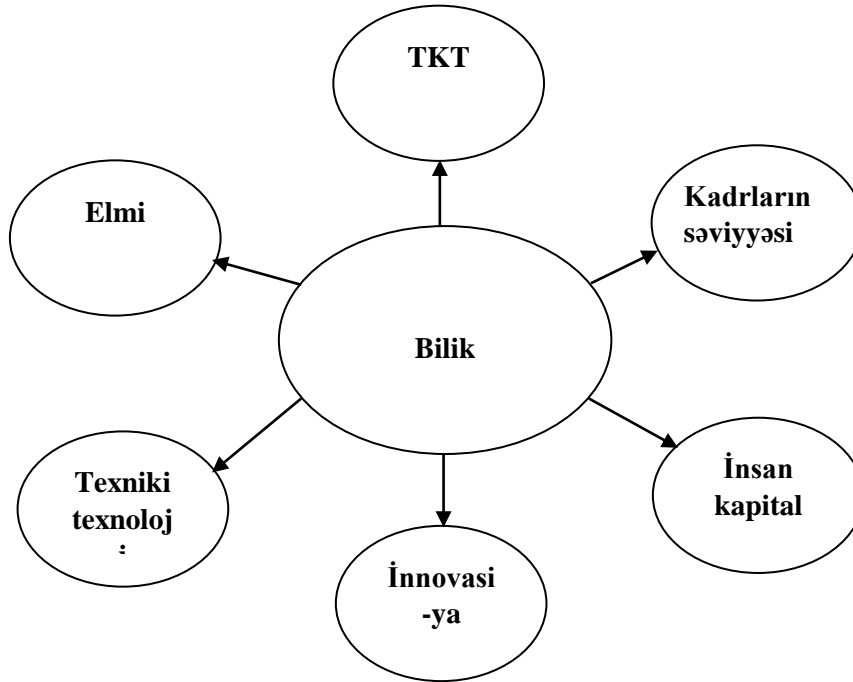 TKT
Elmi
Kadrların
səviyyəsi
Bilik
Texniki
texnoloj
İnsan
kapital
İnnovasi
-ya